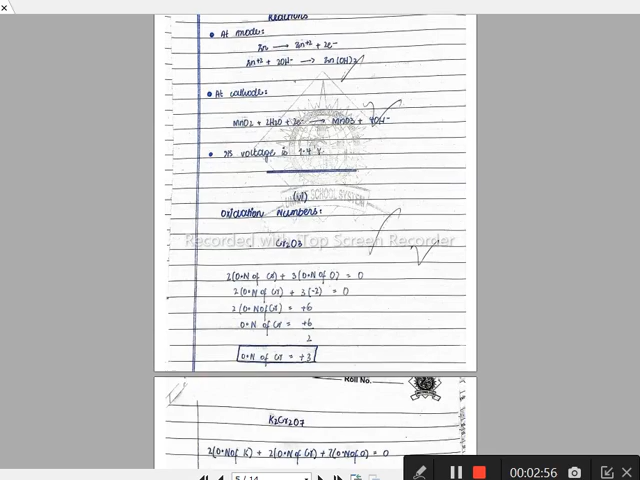 Reactions
• At anode:
Zn → Zn+2 + 2e-
Zn+2 + 2OH- → Zn(OH)2
• At cathode:
MnO2 + 2H2O + 2e- → MnO3 + 4OH-
• Its voltage is 1.4 V.
(VI)
SCHOOL SYSTEM
Oxidation Numbers:
Recorded with iTop Screen Recorder
Cr2O3
2(O.N of Cr) + 3(O.N of O) = 0
2(O.N of Cr) + 3(-2) = 0
2(O.N of Cr) = +6
O.N of Cr = +6
2
O.N of Cr = +3
Roll No.
K2Cr2O7
2(O.N of K) + 2(O.N of Cr) + 7(O.N of O) = 0
5 / 14
00:02:56